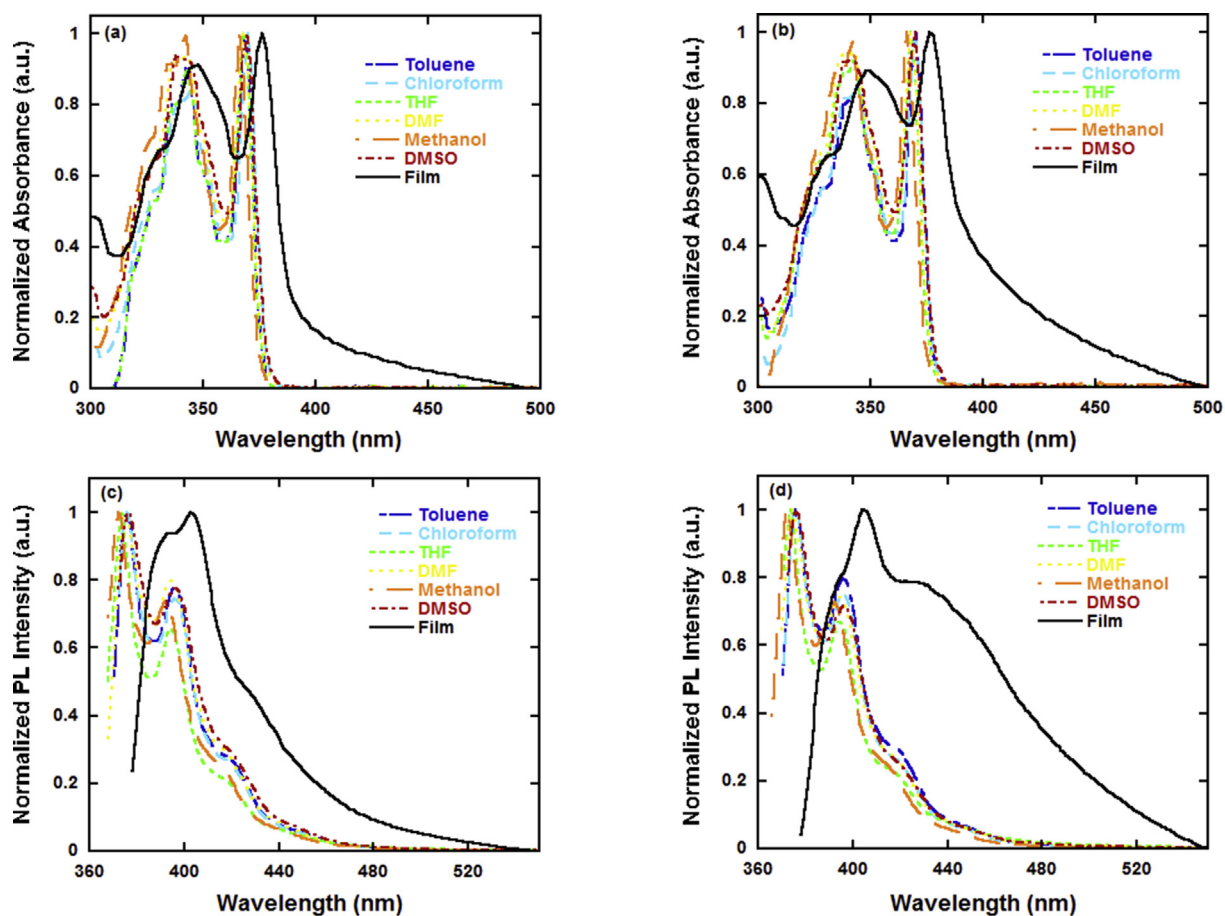 (a)
Normalized Absorbance (a.u.)
1
0.8
0.6
0.4
0.2
0
Toluene
Chloroform
THF
DMF
Methanol
DMSO
Film
300
350
400
450
500
Wavelength (nm)
(b)
Normalized Absorbance (a.u.)
1
0.8
0.6
0.4
0.2
0
Toluene
Chloroform
THF
DMF
Methanol
DMSO
Film
300
350
400
450
500
Wavelength (nm)
(c)
Normalized PL Intensity (a.u.)
1
0.8
0.6
0.4
0.2
0
Toluene
Chloroform
THF
DMF
Methanol
DMSO
Film
360
400
440
480
520
Wavelength (nm)
(d)
Normalized PL Intensity (a.u.)
1
0.8
0.6
0.4
0.2
0
Toluene
Chloroform
THF
DMF
Methanol
DMSO
Film
360
400
440
480
520
Wavelength (nm)